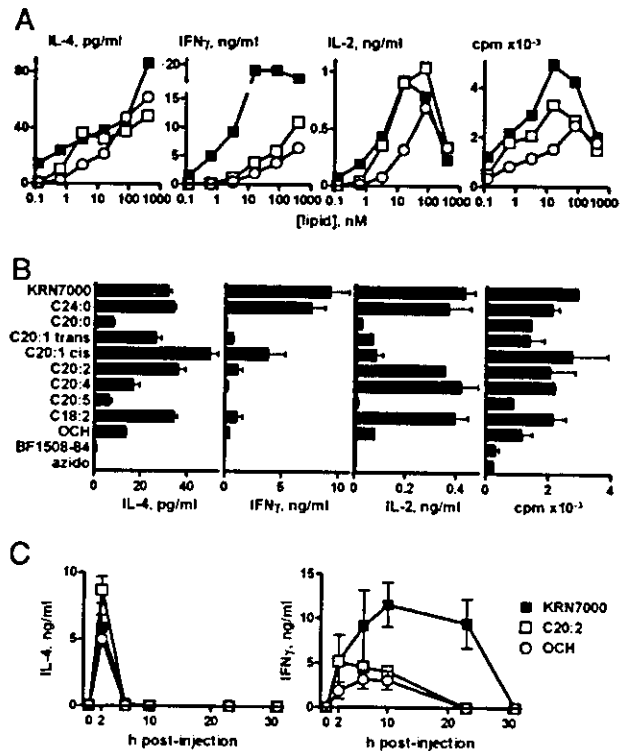 A
IL-4, pg/ml
IFNγ, ng/ml
IL-2, ng/ml
cpm x10⁻³
80
40
0
20
15
10
5
0
1
0.5
0
4
2
0
0.1 1 10 100 1000
0.1 1 10 100 1000
0.1 1 10 100 1000
0.1 1 10 100 1000
[lipid], nM
B
KRN7000
C24:0
C20:0
C20:1 trans
C20:1 cis
C20:2
C20:4
C20:5
C18:2
OCH
BF1508-84
azido
0 20 40
0 5 10
0 0.2 0.4
0 2 4
IL-4, pg/ml
IFNγ, ng/ml
IL-2, ng/ml
cpm x10⁻³
C
IL-4, ng/ml
10
5
0
0 2 10 20 30
h post-injection
IFNγ, ng/ml
15
10
5
0
0 2 10 20 30
h post-injection
KRN7000
C20:2
OCH